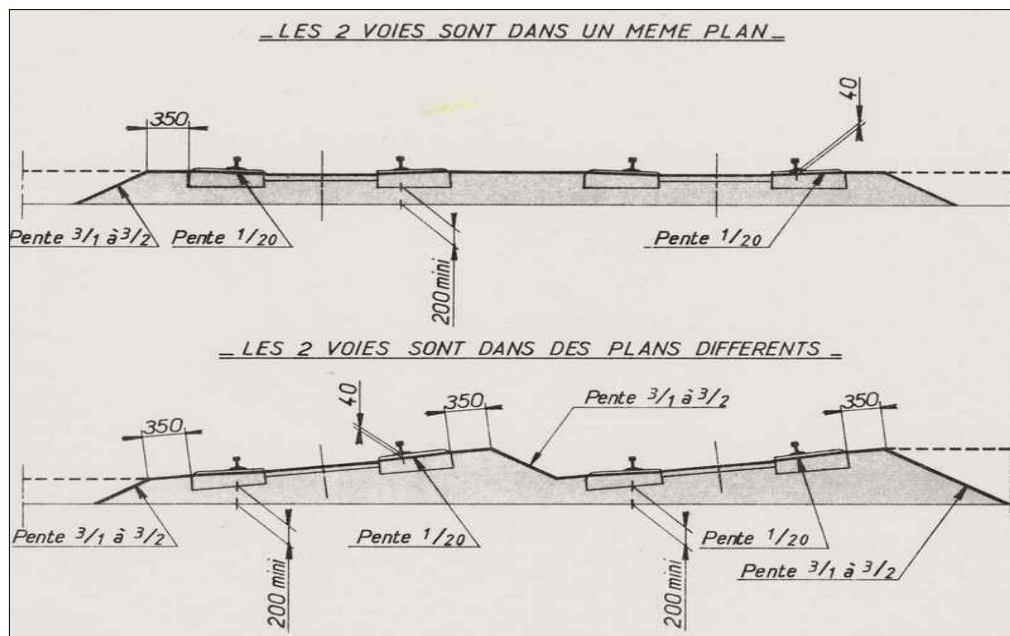 _LES 2 VOIES SONT DANS UN MEME PLAN_
40
350
Pente 3/1 à 3/2
Pente 1/20
200 mini
Pente 1/20
_ LES 2 VOIES SONT DANS DES PLANS DIFFERENTS _
40
350
Pente 3/1 à 3/2
350
350
Pente 3/1 à 3/2
Pente 1/20
Pente 1/20
Pente 3/1 à 3/2
200 mini
200 mini